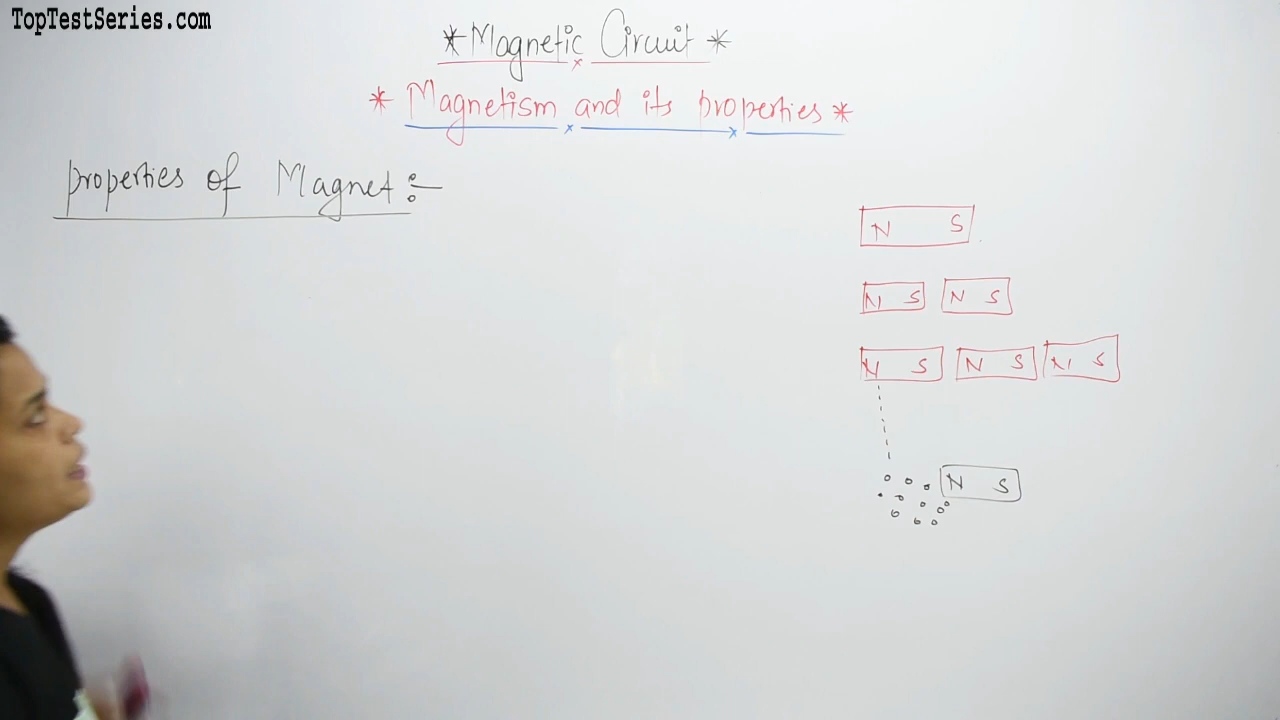 TopTestSeries.com
*Magnetic Circuit*
* Magnetism and its properties *
properties of Magnet :-
N S
N S N S
N S N S N S
N S